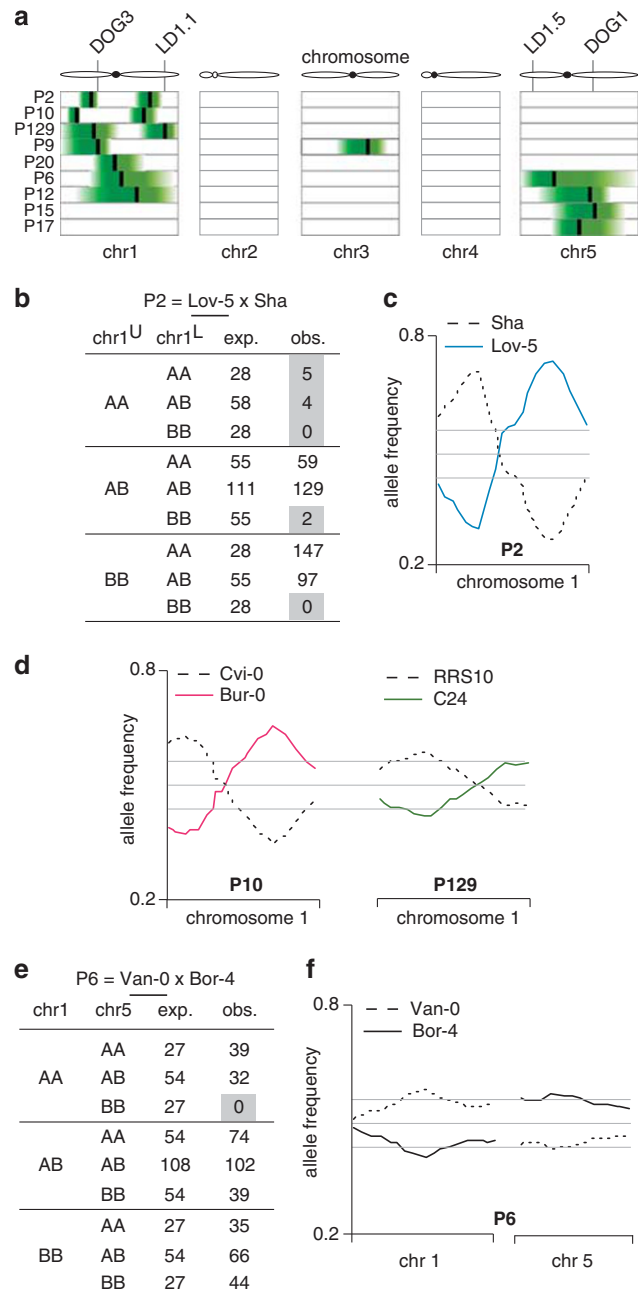 a
DOG3 LD1.1 LD1.5 DOG1
chromosome
P2
P10
P129
P9
P20
P6
P12
P15
P17
chr1 chr2 chr3 chr4 chr5
b
P2 = Lov-5 x Sha
chr1U chr1L exp. obs.
AA 28 5
AA AB 58 4
BB 28 0
AA 55 59
AB AB 111 129
BB 55 2
AA 28 147
BB AB 55 97
BB 28 0
c
Sha
Lov-5
0.8
allele frequency
0.2
P2
chromosome 1
d
0.8
Cvi-0
Bur-0
RRS10
C24
allele frequency
0.2
P10 P129
chromosome 1 chromosome 1
e
P6 = Van-0 x Bor-4
chr1 chr5 exp. obs.
AA 27 39
AA AB 54 32
BB 27 0
AA 54 74
AB AB 108 102
BB 54 39
AA 27 35
BB AB 54 66
BB 27 44
f
0.8
Van-0
Bor-4
allele frequency
0.2
P6
chr 1 chr 5